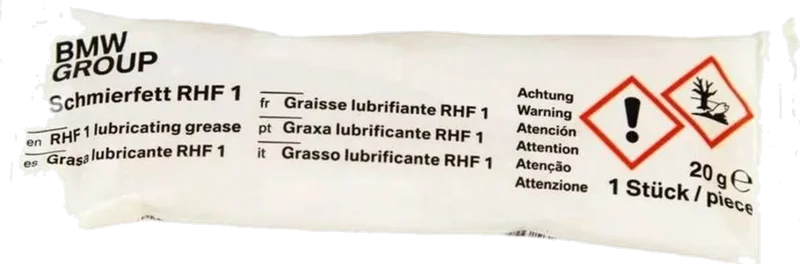 BMW
GROUP
Schmierfett RHF 1
en RHF 1 lubricating grease
es Grasa lubricante RHF 1
fr Graisse lubrifiante RHF 1
pt Graxa lubrificante RHF 1
it Grasso lubrificante RHF 1
Achtung
Warning
Atención
Attention
Atenção
Attenzione
20 g ℮
1 Stück / piece